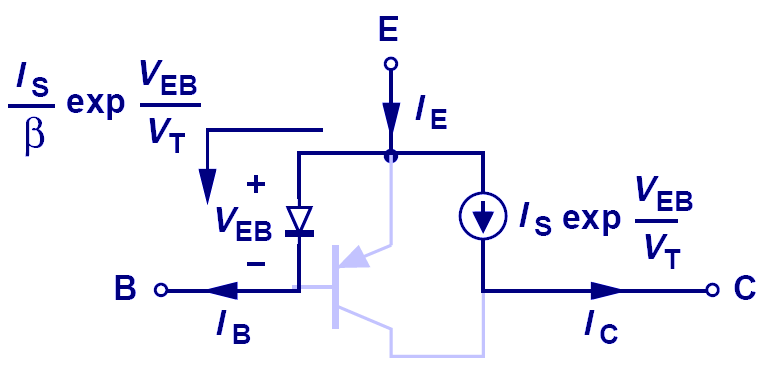 E
I_S/β exp V_EB/V_T
I_E
+
V_EB
−
I_S exp V_EB/V_T
B
I_B
I_C
C